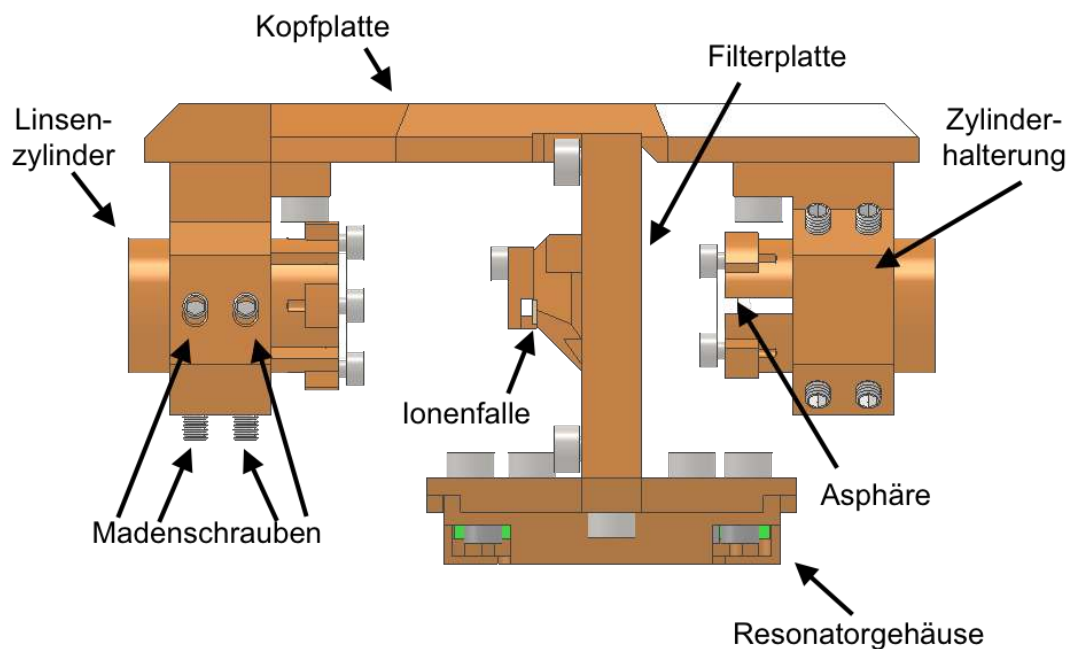 Kopfplatte
Filterplatte
Linsen-
zylinder
Zylinder-
halterung
Ionenfalle
Asphäre
Madenschrauben
Resonatorgehäuse